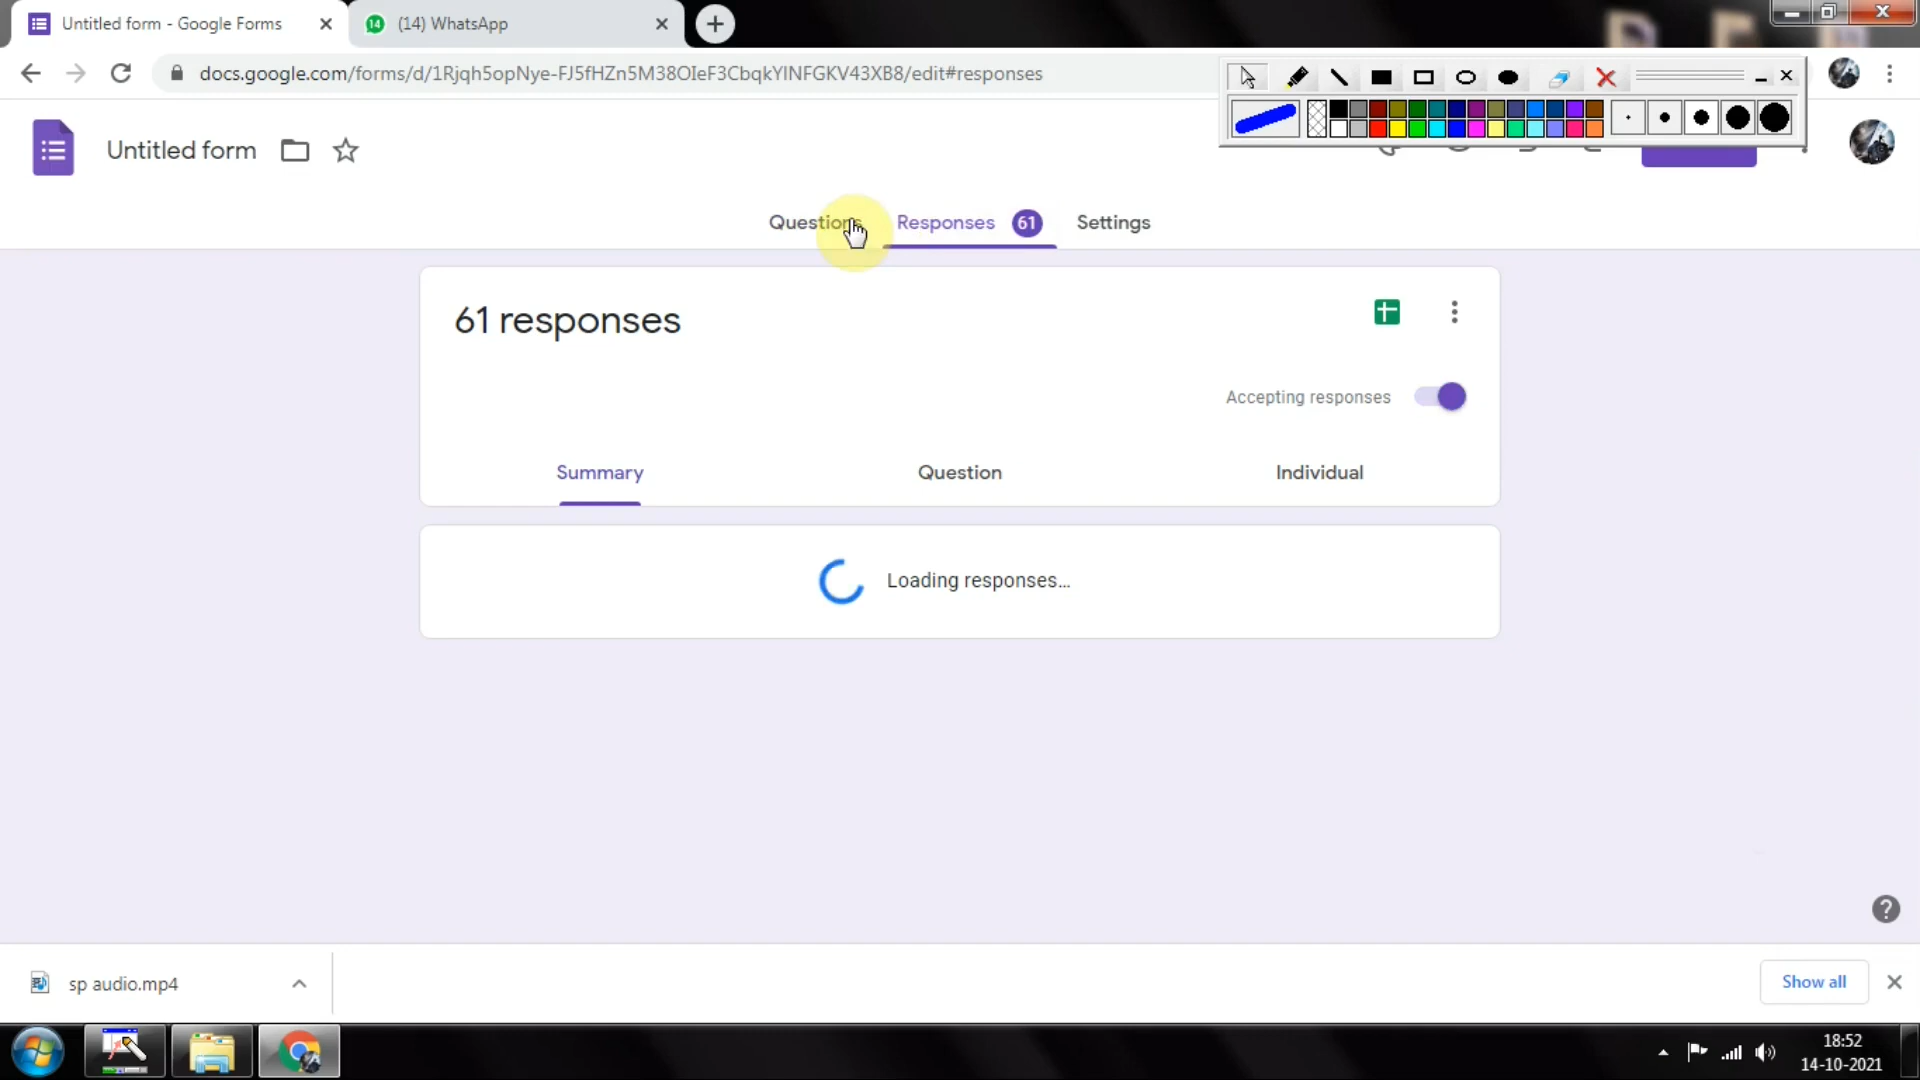 Untitled form - Google Forms
(14) WhatsApp
docs.google.com/forms/d/1Rjqh5opNye-FJ5fHZn5M38OIeF3CbqkYINFGKV43XB8/edit#responses
Untitled form
Questions
Responses 61
Settings
61 responses
Accepting responses
Summary
Question
Individual
Loading responses...
sp audio.mp4
Show all
18:52
14-10-2021